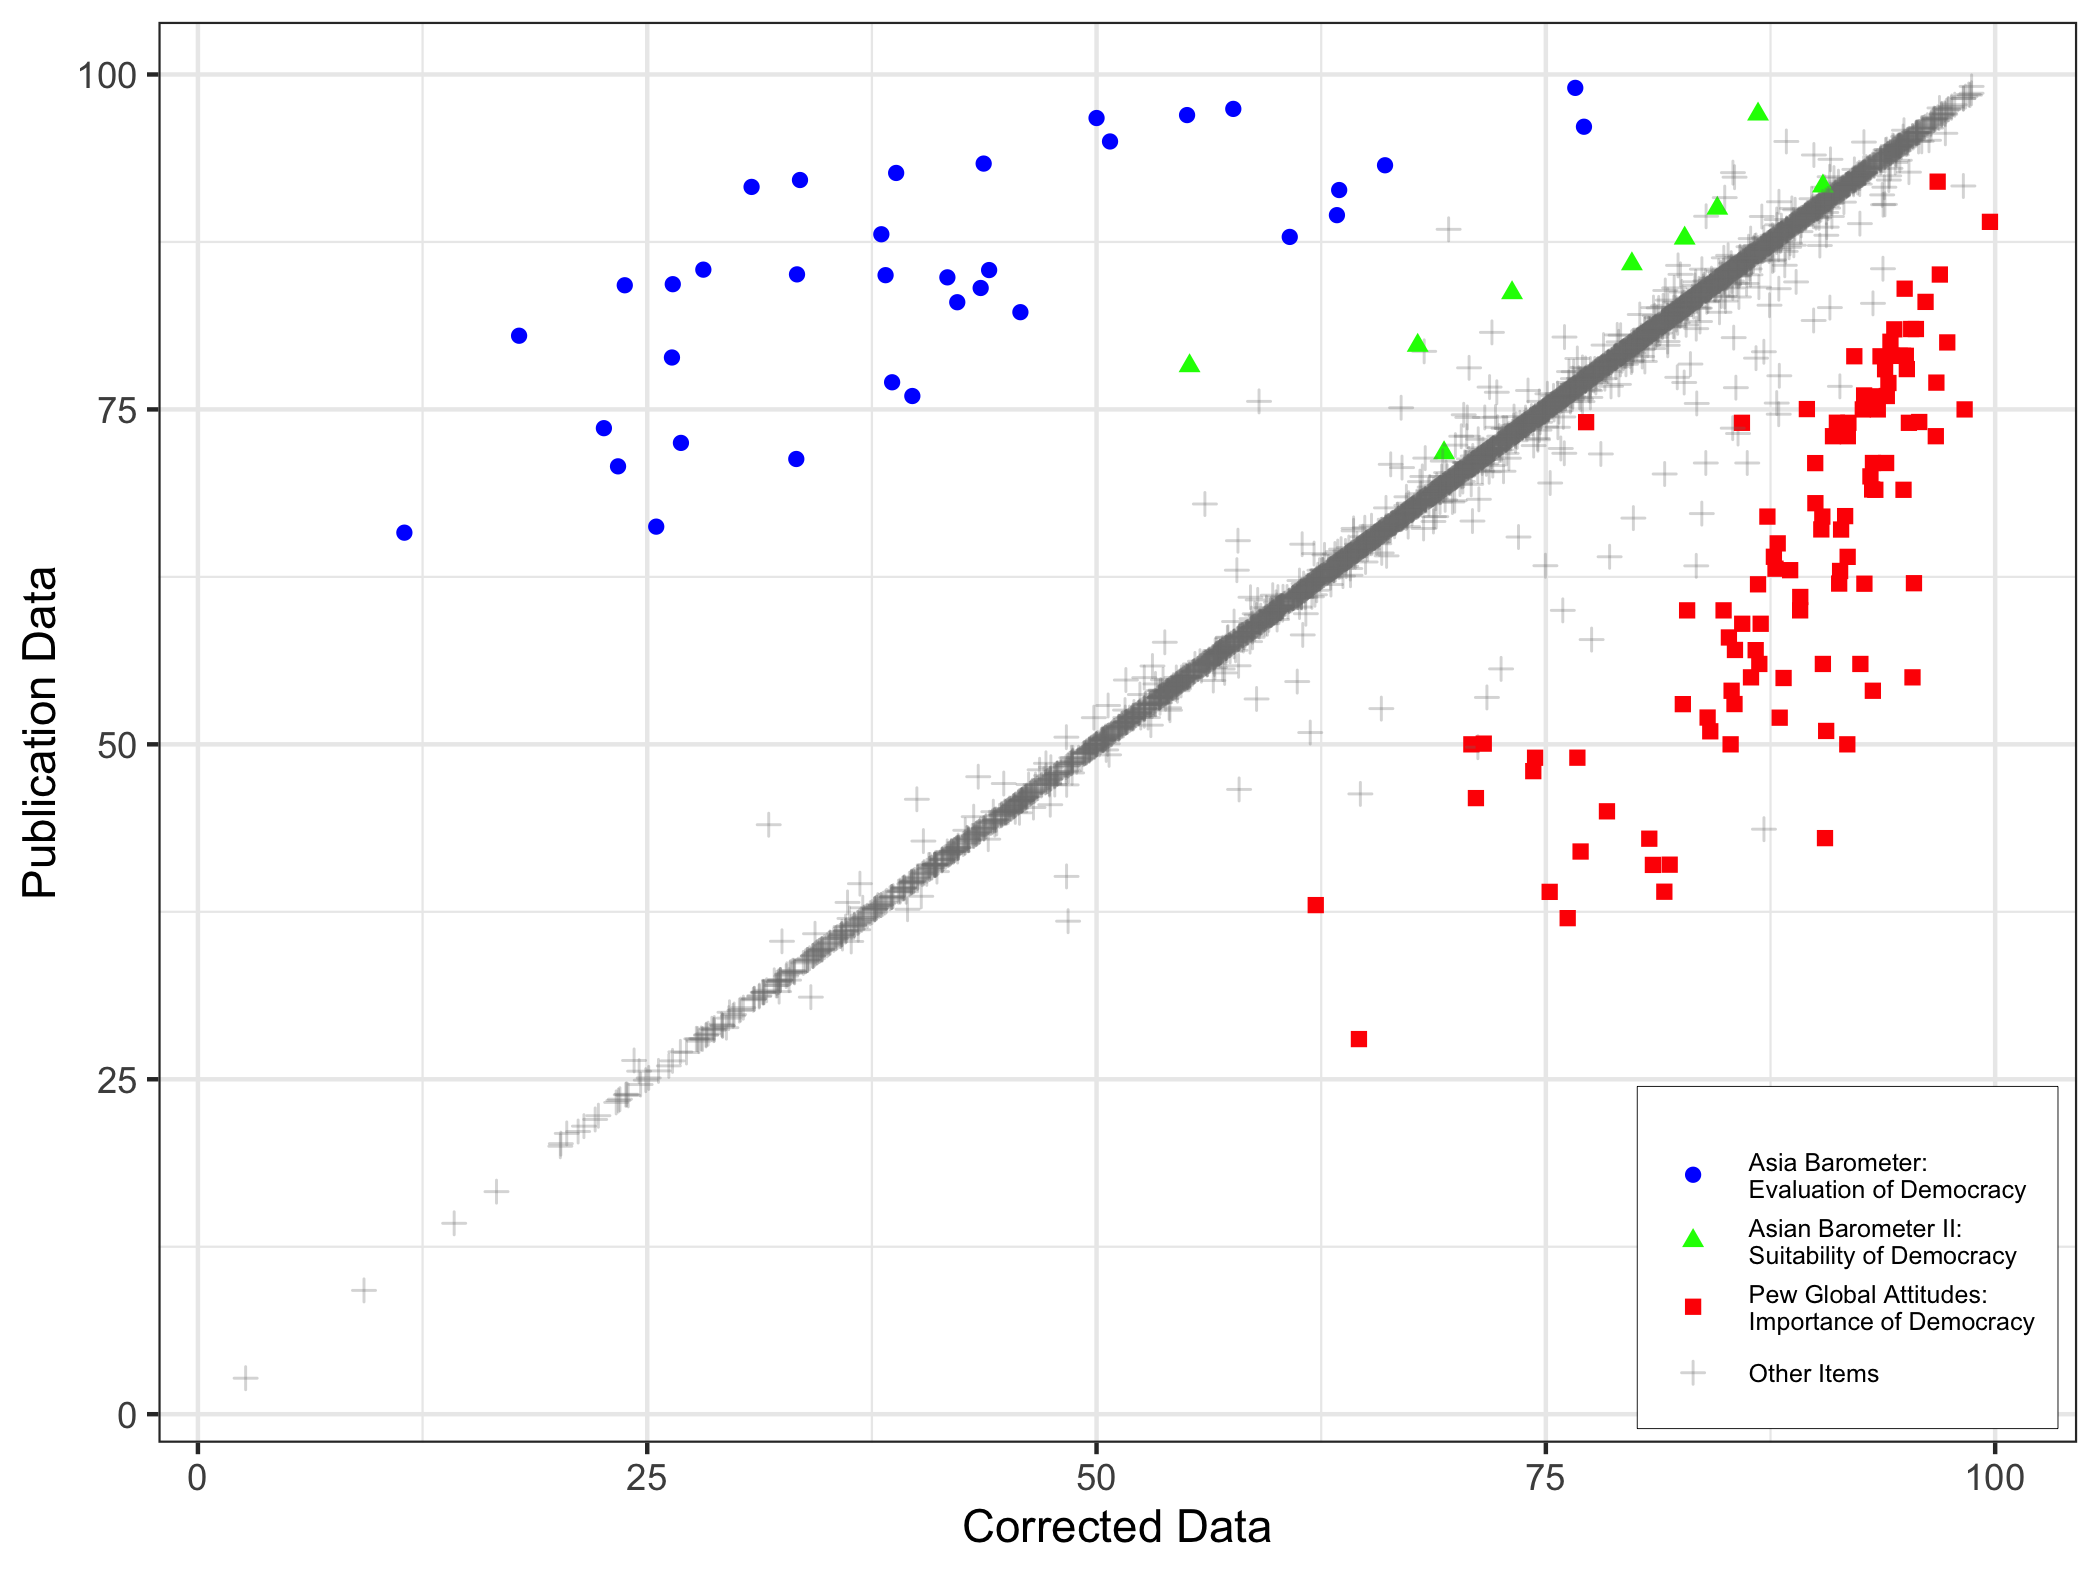 100
75
50
25
0
Publication Data
0 25 50 75 100
Corrected Data
Asia Barometer:
Evaluation of Democracy
Asian Barometer II:
Suitability of Democracy
Pew Global Attitudes:
Importance of Democracy
Other Items